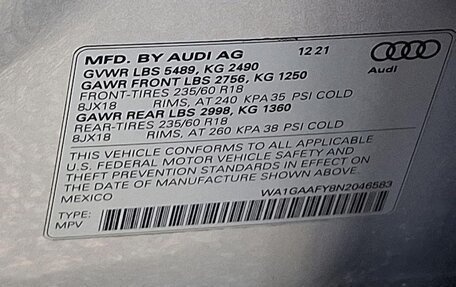 MFD. BY AUDI AG 12 21
GVWR LBS 5489, KG 2490
GAWR FRONT LBS 2756, KG 1250
FRONT-TIRES 235/60 R18
8JX18 RIMS, AT 240 KPA 35 PSI COLD
GAWR REAR LBS 2998, KG 1360
REAR-TIRES 235/60 R18
8JX18 RIMS, AT 260 KPA 38 PSI COLD
Audi
THIS VEHICLE CONFORMS TO ALL APPLICABLE
U.S. FEDERAL MOTOR VEHICLE SAFETY AND
THEFT PREVENTION STANDARDS IN EFFECT ON
THE DATE OF MANUFACTURE SHOWN ABOVE.
MEXICO WA1GAAFY8N2046583
TYPE:
MPV